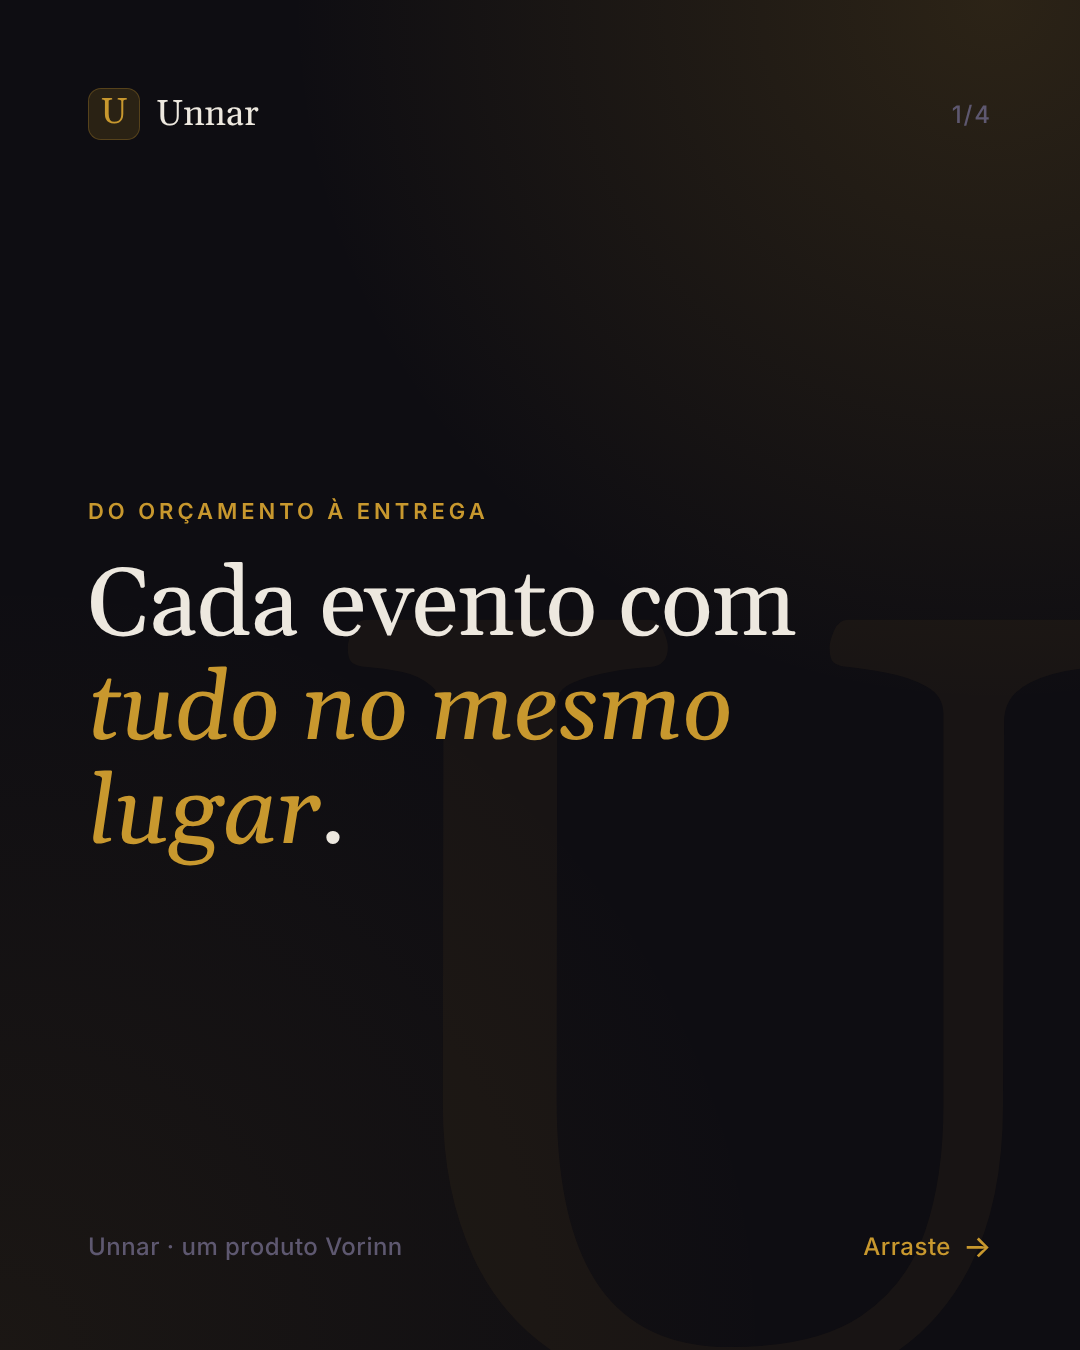 U Unnar
1/4
DO ORÇAMENTO À ENTREGA
Cada evento com
tudo no mesmo
lugar.
Unnar · um produto Vorinn
Arraste →